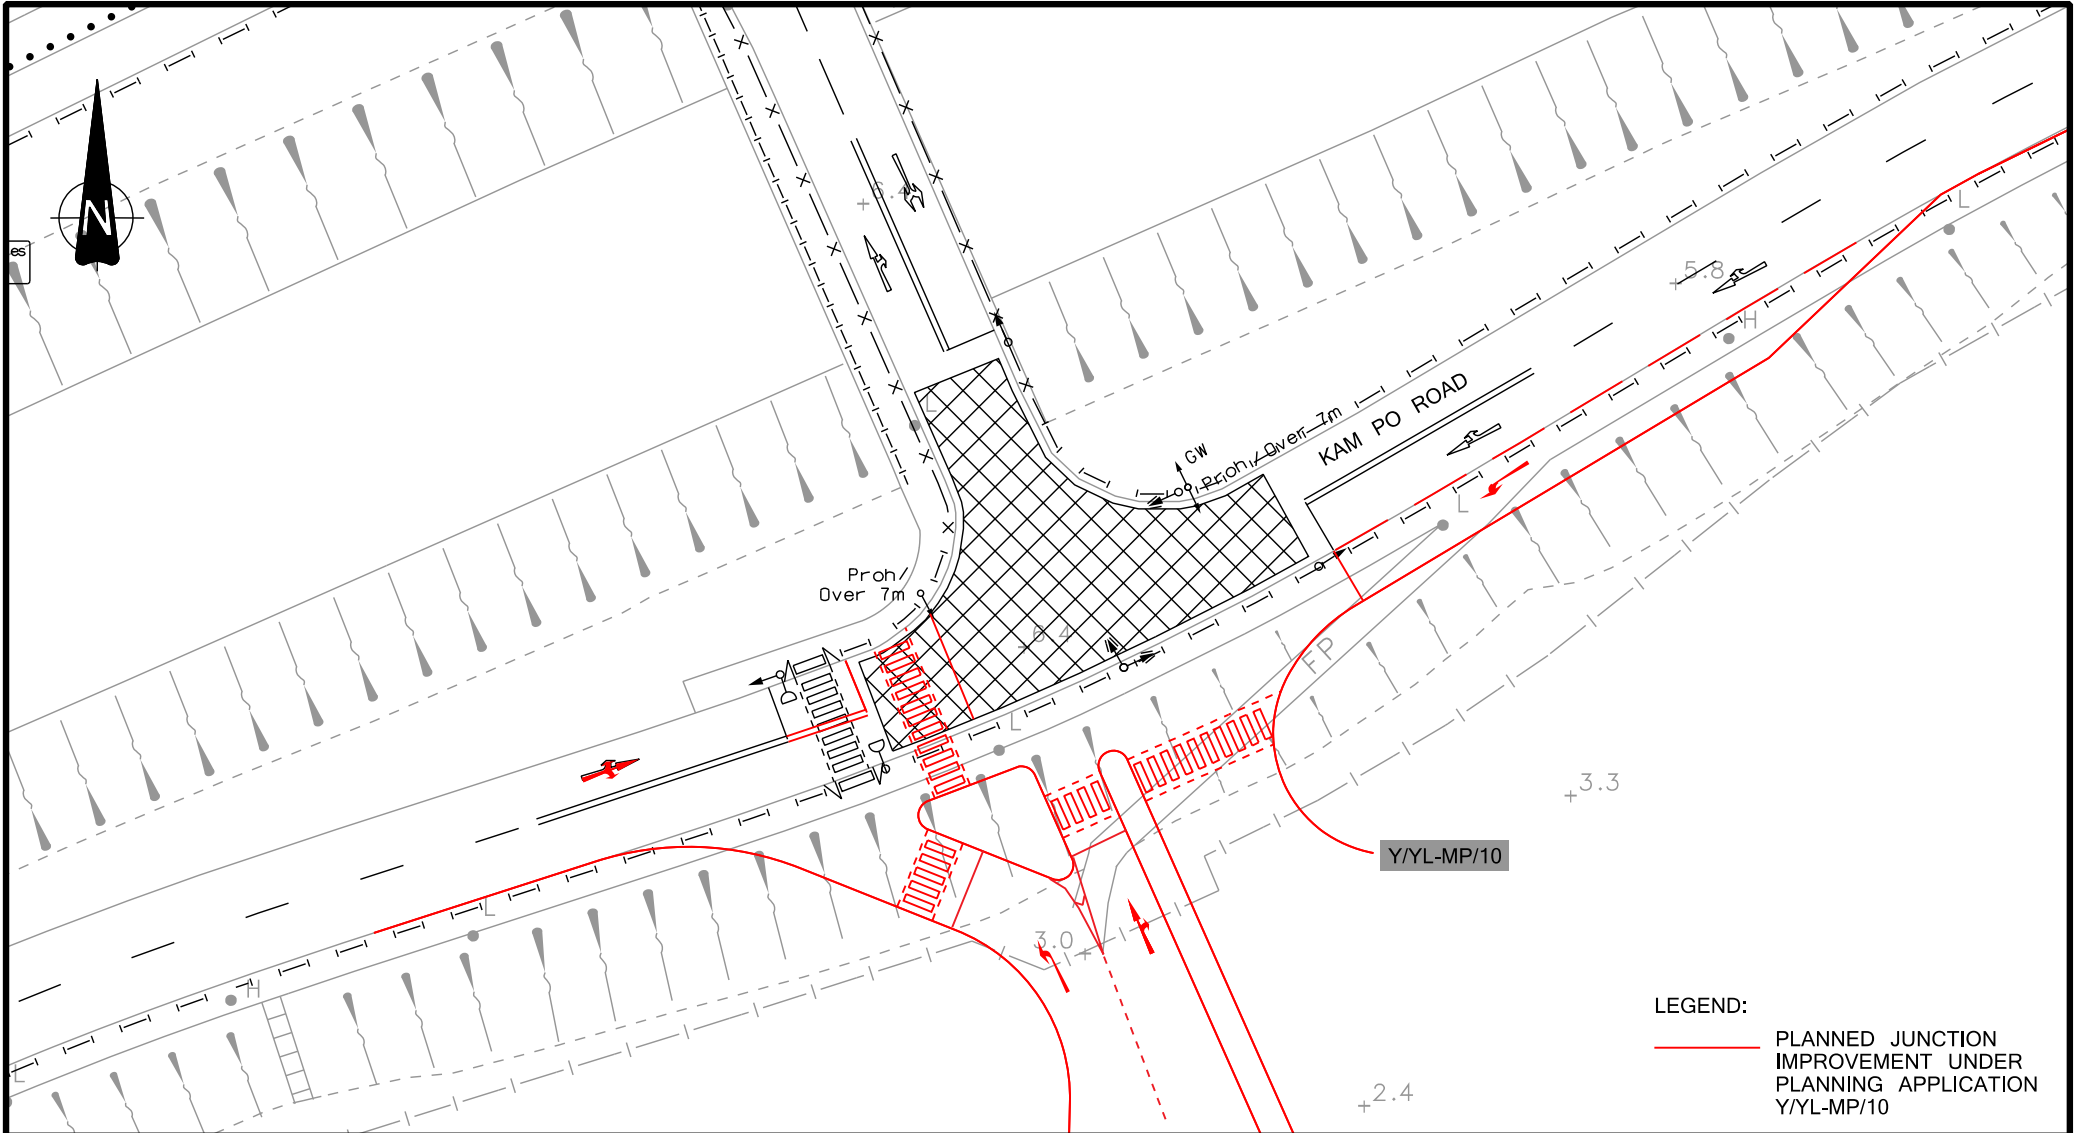 es
N
6.4
5.8
L
H
KAM PO ROAD
L
GW
Proh/Over 7m
L
Proh/
Over 7m
6.4
FP
L
3.3
Y/YL-MP/10
L
3.0
H
L
2.4
LEGEND:
PLANNED JUNCTION
IMPROVEMENT UNDER
PLANNING APPLICATION
Y/YL-MP/10